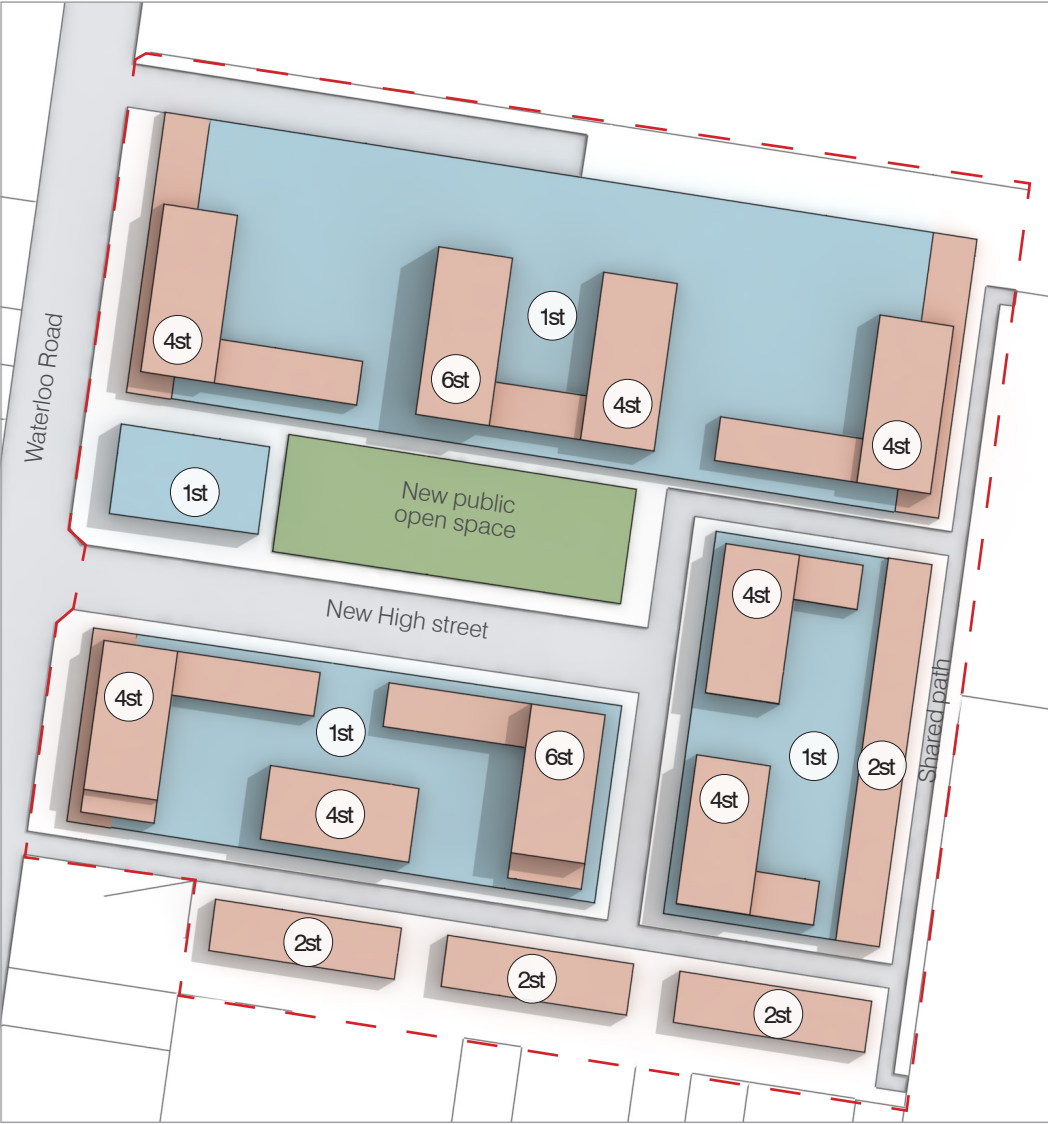 1st
4st
6st
4st
4st
Waterloo Road
1st
New public
open space
4st
New High street
Shared path
4st
1st
6st
1st
2st
4st
4st
2st
2st
2st